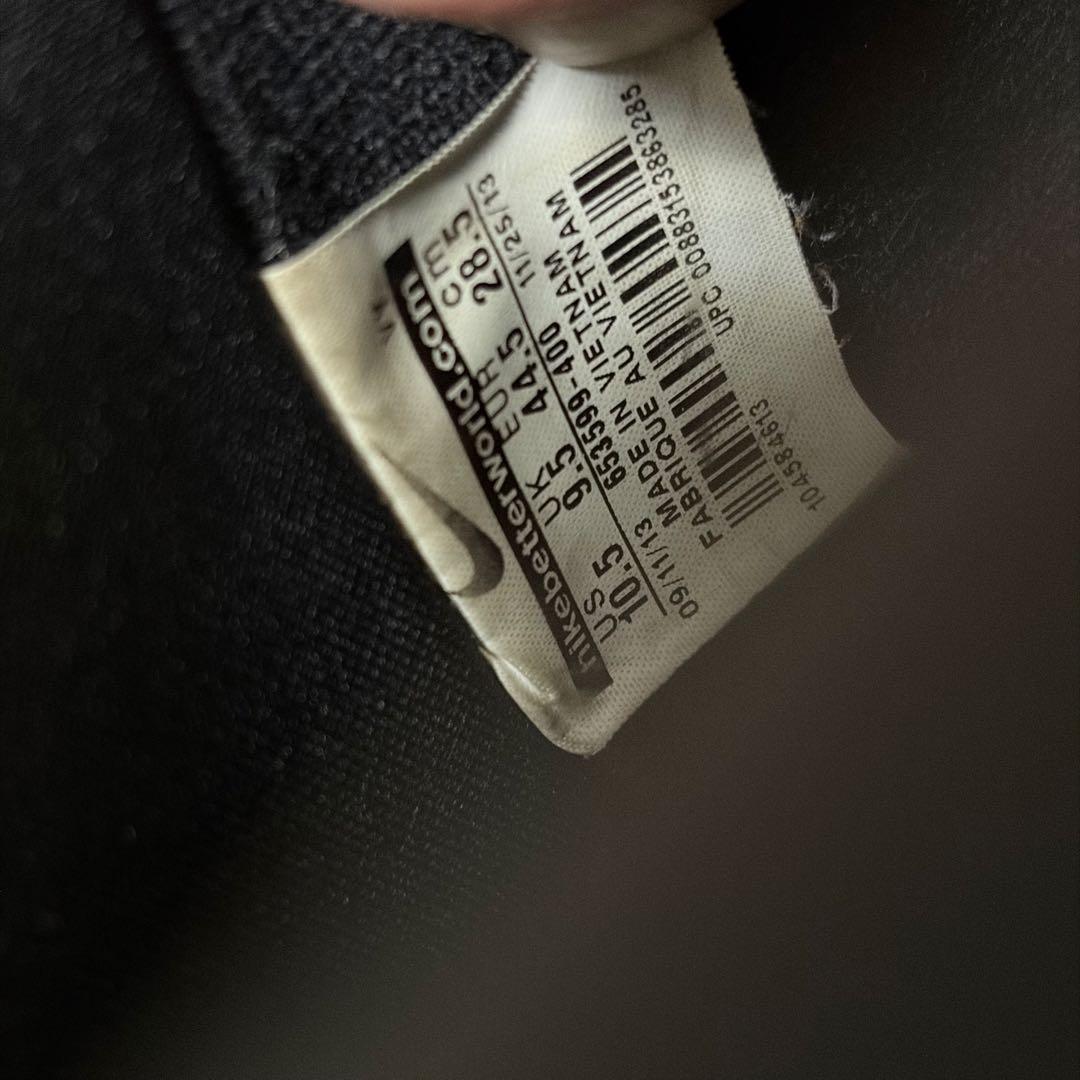 nikebetterworld.com
US UK EUR cm
10.5 9.5 44.5 28.5
09/11/13 653599-400 11/25/13
MADE IN VIETNAM
FABRIQUE AU VIETNAM
UPC 00883153863285
1045844613